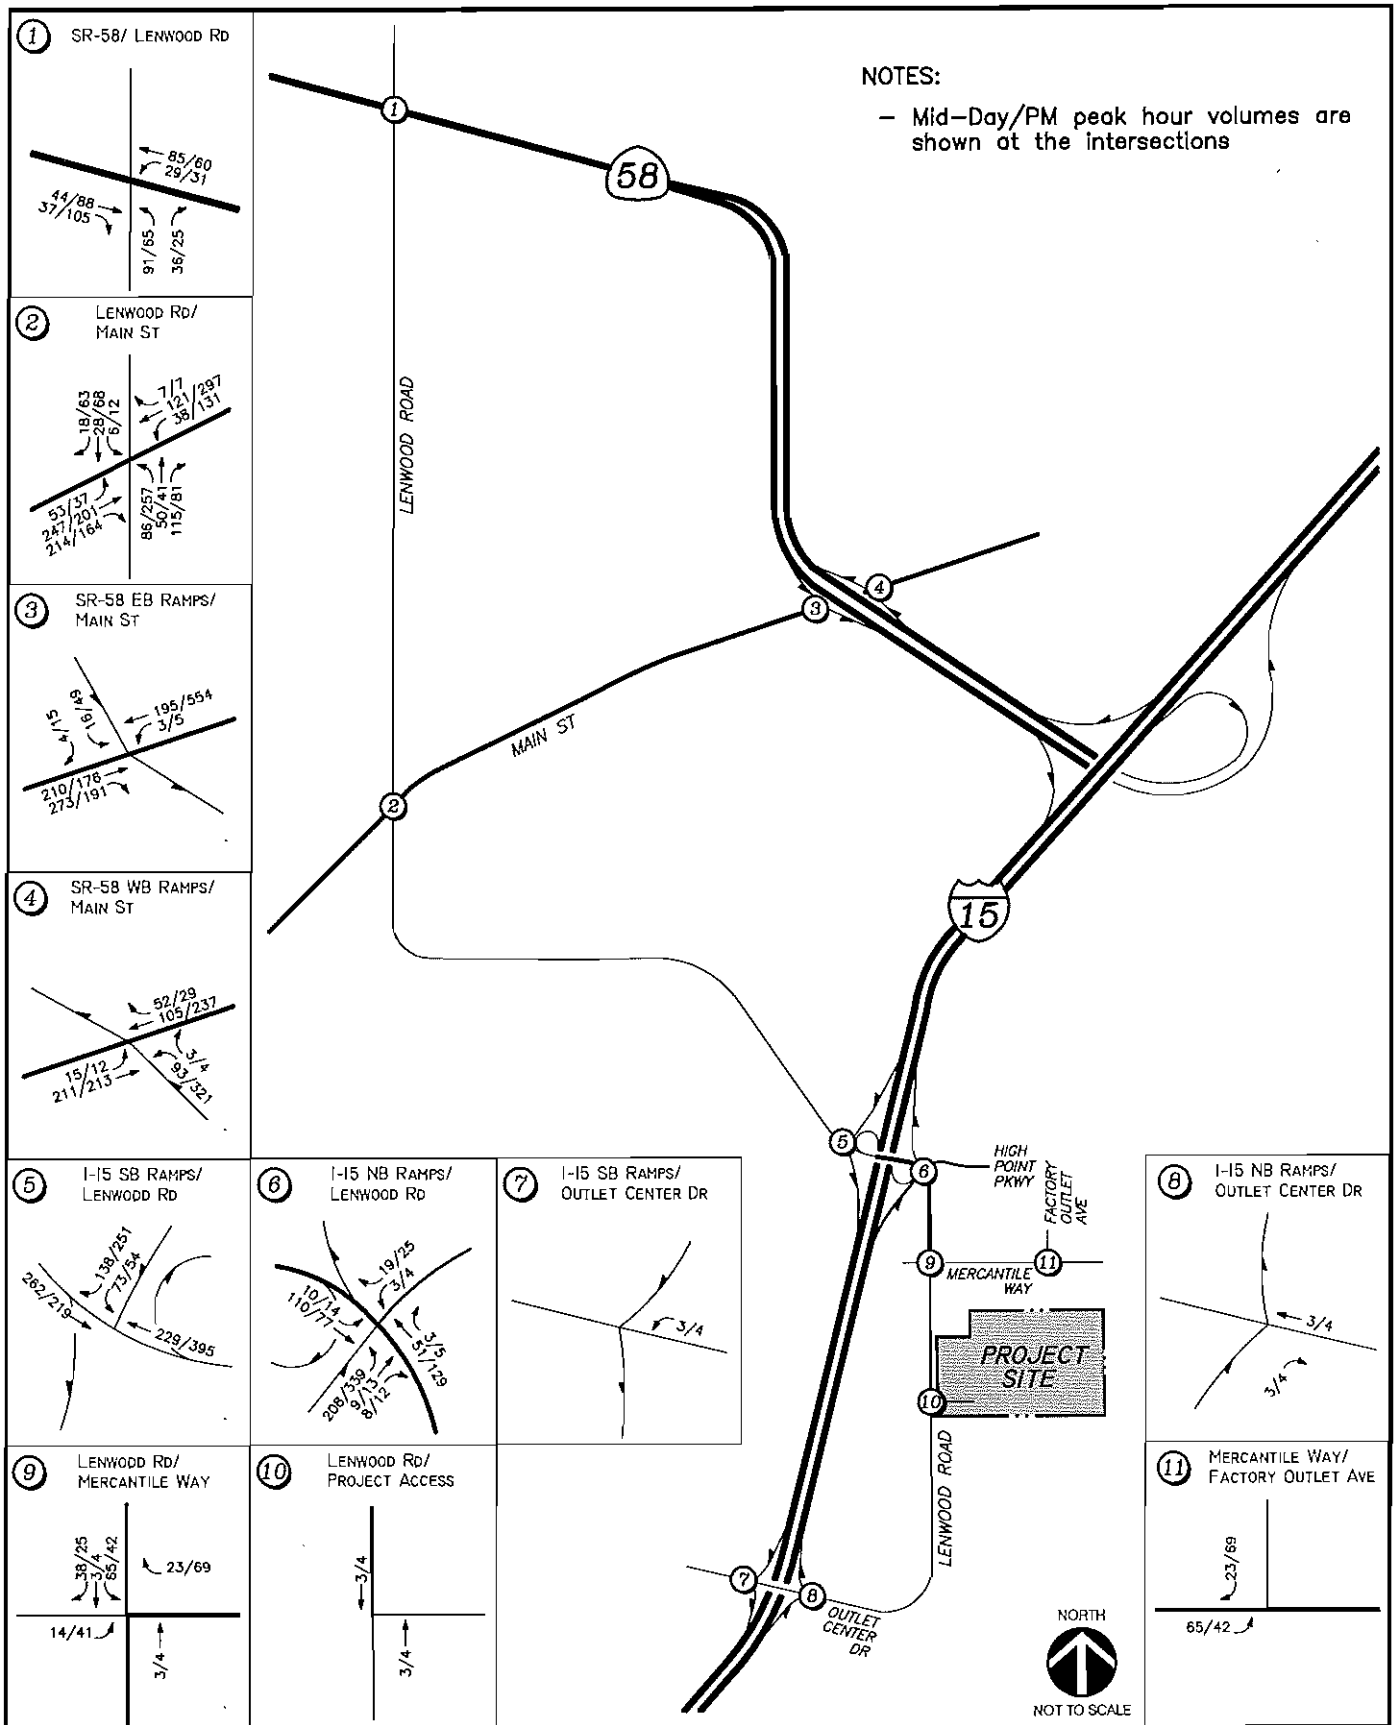 1 SR-58/ LENWOOD RD
85/60
29/31
44/88
37/105
91/65
36/25
2 LENWOOD RD/
MAIN ST
18/63
28/68
6/12
7/7
121/297
38/131
53/37
247/201
214/164
86/257
50/41
115/81
3 SR-58 EB RAMPS/
MAIN ST
4/15
16/49
195/554
3/5
210/176
273/191
4 SR-58 WB RAMPS/
MAIN ST
52/29
105/237
15/12
211/213
3/4
93/321
5 I-15 SB RAMPS/
LENWOOD RD
138/251
73/54
262/219
229/395
6 I-15 NB RAMPS/
LENWOOD RD
19/25
3/4
10/14
110/77
3/5
51/129
208/339
9/13
8/12
7 I-15 SB RAMPS/
OUTLET CENTER DR
3/4
8 I-15 NB RAMPS/
OUTLET CENTER DR
3/4
3/4
9 LENWOOD RD/
MERCANTILE WAY
38/25
3/4
65/42
23/69
14/41
3/4
10 LENWOOD RD/
PROJECT ACCESS
3/4
3/4
11 MERCANTILE WAY/
FACTORY OUTLET AVE
23/69
65/42
NOTES:
- Mid-Day/PM peak hour volumes are
shown at the intersections
1
58
LENWOOD ROAD
4
3
MAIN ST
2
15
5
6
HIGH
POINT
PKWY
FACTORY
OUTLET
AVE
9
11
MERCANTILE
WAY
PROJECT
SITE
10
LENWOOD ROAD
7
8
OUTLET
CENTER
DR
NORTH
NOT TO SCALE